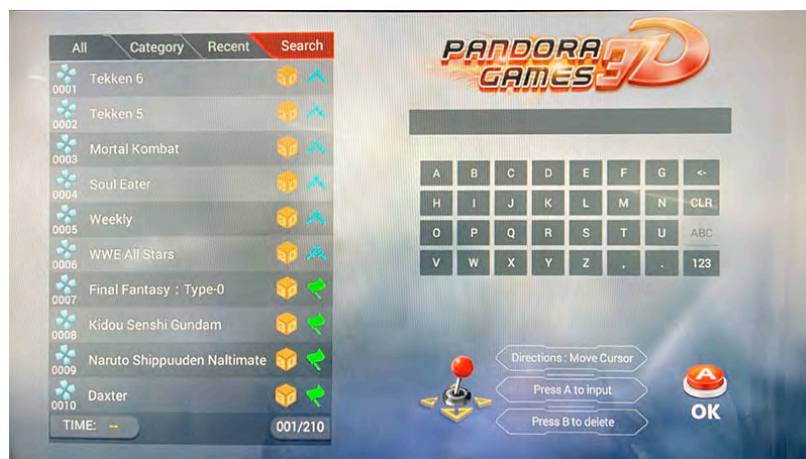 All Category Recent Search
0001 Tekken 6
0002 Tekken 5
0003 Mortal Kombat
0004 Soul Eater
0005 Weekly
0006 WWE All Stars
0007 Final Fantasy : Type-0
0008 Kidou Senshi Gundam
0009 Naruto Shippuuden Naltimate
0010 Daxter
TIME: -- 001/210
PANDORA
GAMES 3D
A B C D E F G <-
H I J K L M N CLR
O P Q R S T U ABC
V W X Y Z , . 123
Directions : Move Cursor
Press A to input
Press B to delete
A
OK